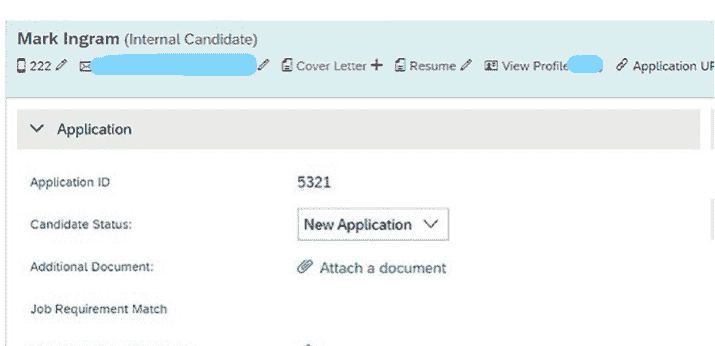 Mark Ingram (Internal Candidate)
222 Cover Letter Resume View Profile Application
Application
Application ID 5321
Candidate Status: New Application
Additional Document: Attach a document
Job Requirement Match